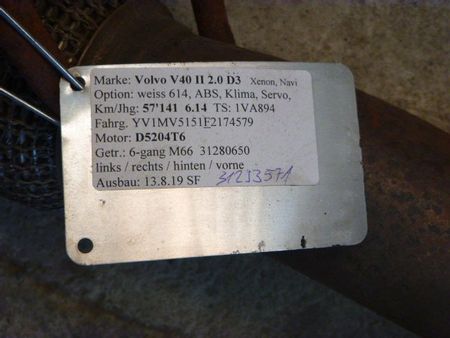 Marke: Volvo V40 II 2.0 D3 Xenon, Navi
Option: weiss 614, ABS, Klima, Servo,
Km/Jhg: 57'141 6.14 TS: 1VA894
Fahrg. YV1MV5151F2174579
Motor: D5204T6
Getr.: 6-gang M66 31280650
links / rechts / hinten / vorne
Ausbau: 13.8.19 SF 31293571